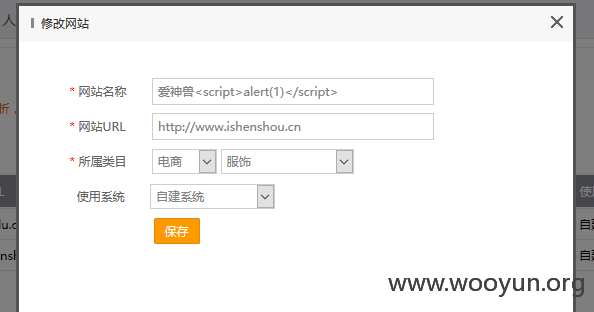 人
修改网站
* 网站名称 爱神兽<script>alert(1)</script>
折，
* 网站URL http://www.ishenshou.cn
* 所属类目 电商 服饰
L 使
使用系统 自建系统
lu.c 自建
保存
nsh 自建
www.wooyun.org